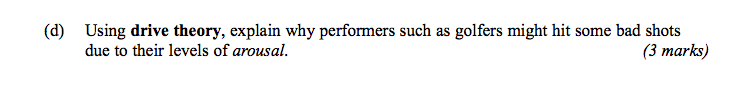 (d) Using drive theory, explain why performers such as golfers might hit some bad shots
due to their levels of arousal. (3 marks)